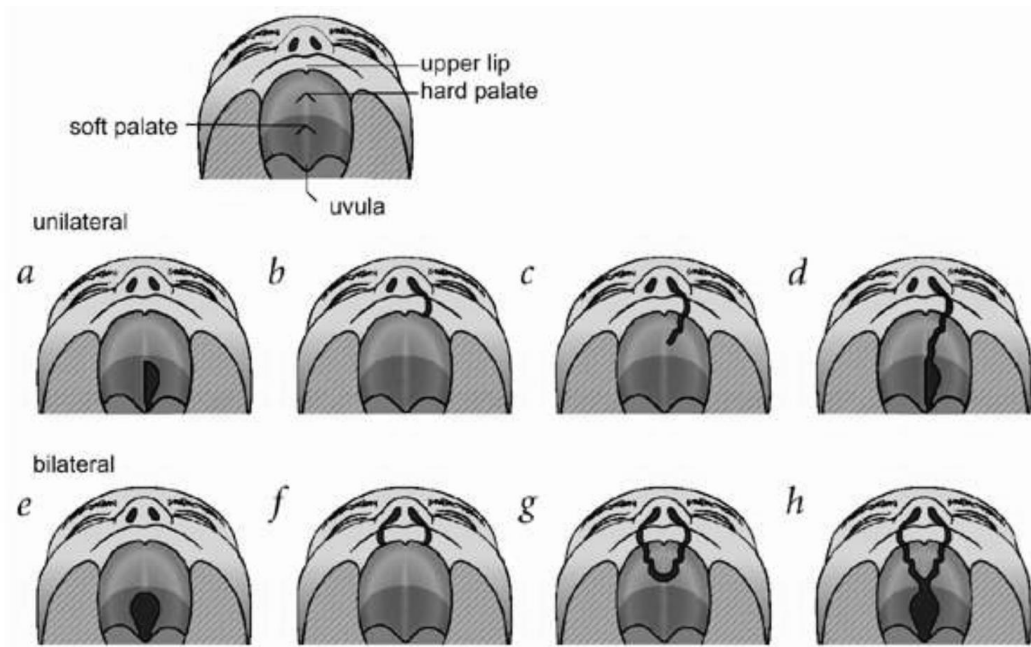 upper lip
hard palate
soft palate
uvula
unilateral
a
b
c
d
bilateral
e
f
g
h